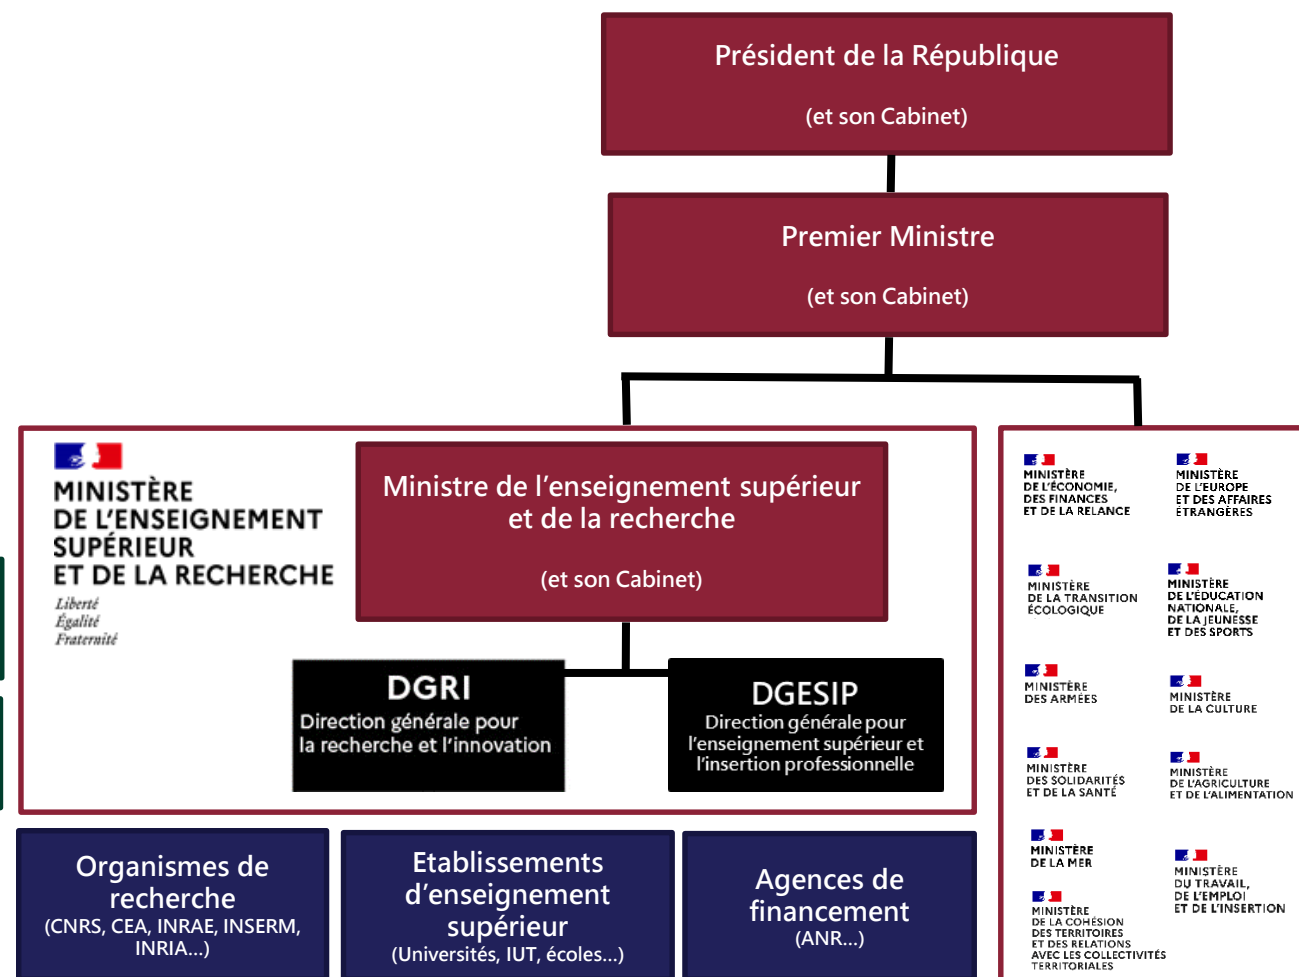 Président de la République
(et son Cabinet)
Premier Ministre
(et son Cabinet)
MINISTÈRE
DE L'ENSEIGNEMENT
SUPÉRIEUR
ET DE LA RECHERCHE
Liberté
Égalité
Fraternité
Ministre de l'enseignement supérieur
et de la recherche
(et son Cabinet)
DGRI
Direction générale pour
la recherche et l'innovation
DGESIP
Direction générale pour
l'enseignement supérieur et
l'insertion professionnelle
Organismes de
recherche
(CNRS, CEA, INRAE, INSERM,
INRIA...)
Etablissements
d'enseignement
supérieur
(Universités, IUT, écoles...)
Agences de
financement
(ANR...)
MINISTÈRE
DE L'ÉCONOMIE,
DES FINANCES
ET DE LA RELANCE
MINISTÈRE
DE L'EUROPE
ET DES AFFAIRES
ÉTRANGÈRES
MINISTÈRE
DE LA TRANSITION
ÉCOLOGIQUE
MINISTÈRE
DE L'ÉDUCATION
NATIONALE,
DE LA JEUNESSE
ET DES SPORTS
MINISTÈRE
DES ARMÉES
MINISTÈRE
DE LA CULTURE
MINISTÈRE
DES SOLIDARITÉS
ET DE LA SANTÉ
MINISTÈRE
DE L'AGRICULTURE
ET DE L'ALIMENTATION
MINISTÈRE
DE LA MER
MINISTÈRE
DU TRAVAIL,
DE L'EMPLOI
ET DE L'INSERTION
MINISTÈRE
DE LA COHÉSION
DES TERRITOIRES
ET DES RELATIONS
AVEC LES COLLECTIVITÉS
TERRITORIALES